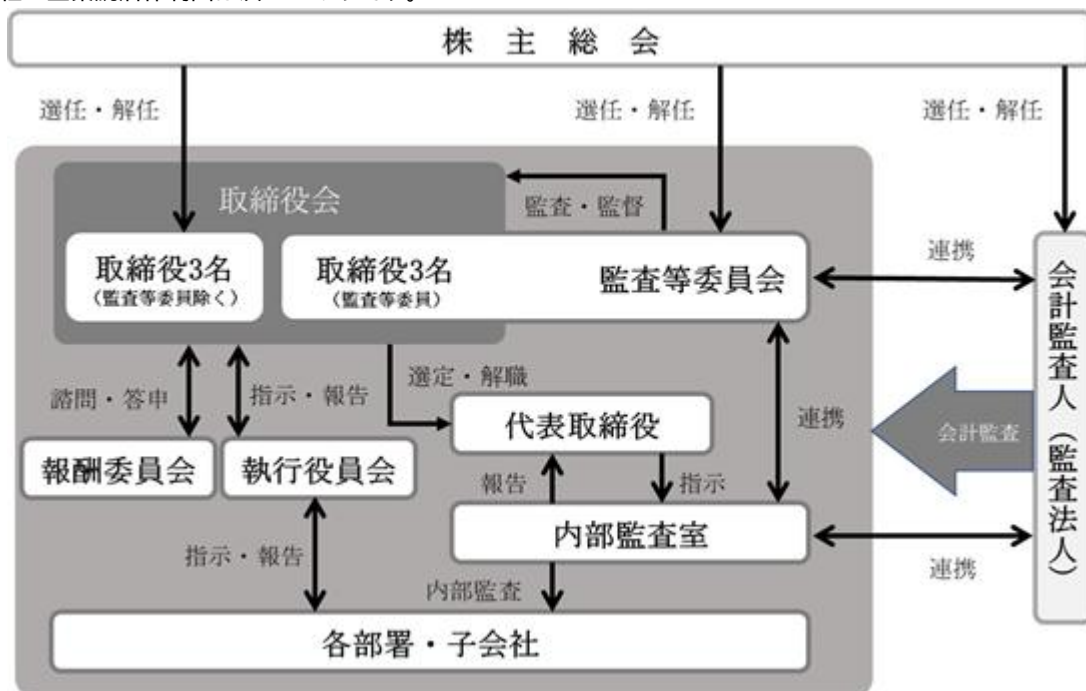 株主総会
選任・解任
選任・解任
選任・解任
取締役会
監査・監督
取締役3名
（監査等委員除く）
取締役3名
（監査等委員）
監査等委員会
連携
会計監査人（監査法人）
諮問・答申
指示・報告
選定・解職
代表取締役
連携
会計監査
報酬委員会
執行役員会
報告
指示
内部監査室
連携
指示・報告
内部監査
各部署・子会社